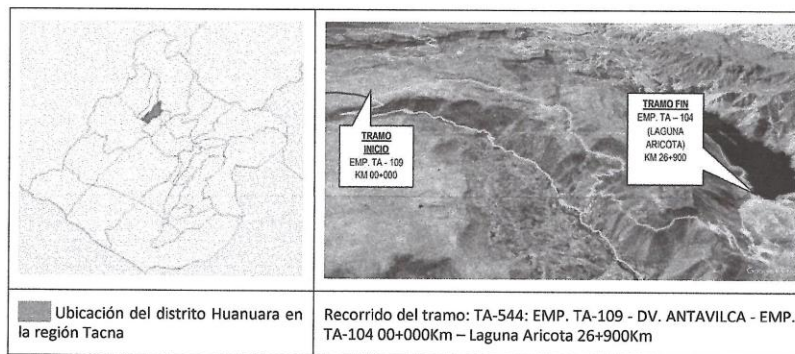 TRAMO
INICIO
EMP. TA - 109
KM 00+000
TRAMO FIN
EMP. TA – 104
(LAGUNA
ARICOTA)
KM 26+900
Ubicación del distrito Huanuara en
la región Tacna
Recorrido del tramo: TA-544: EMP. TA-109 - DV. ANTAVILCA - EMP.
TA-104 00+000Km – Laguna Aricota 26+900Km